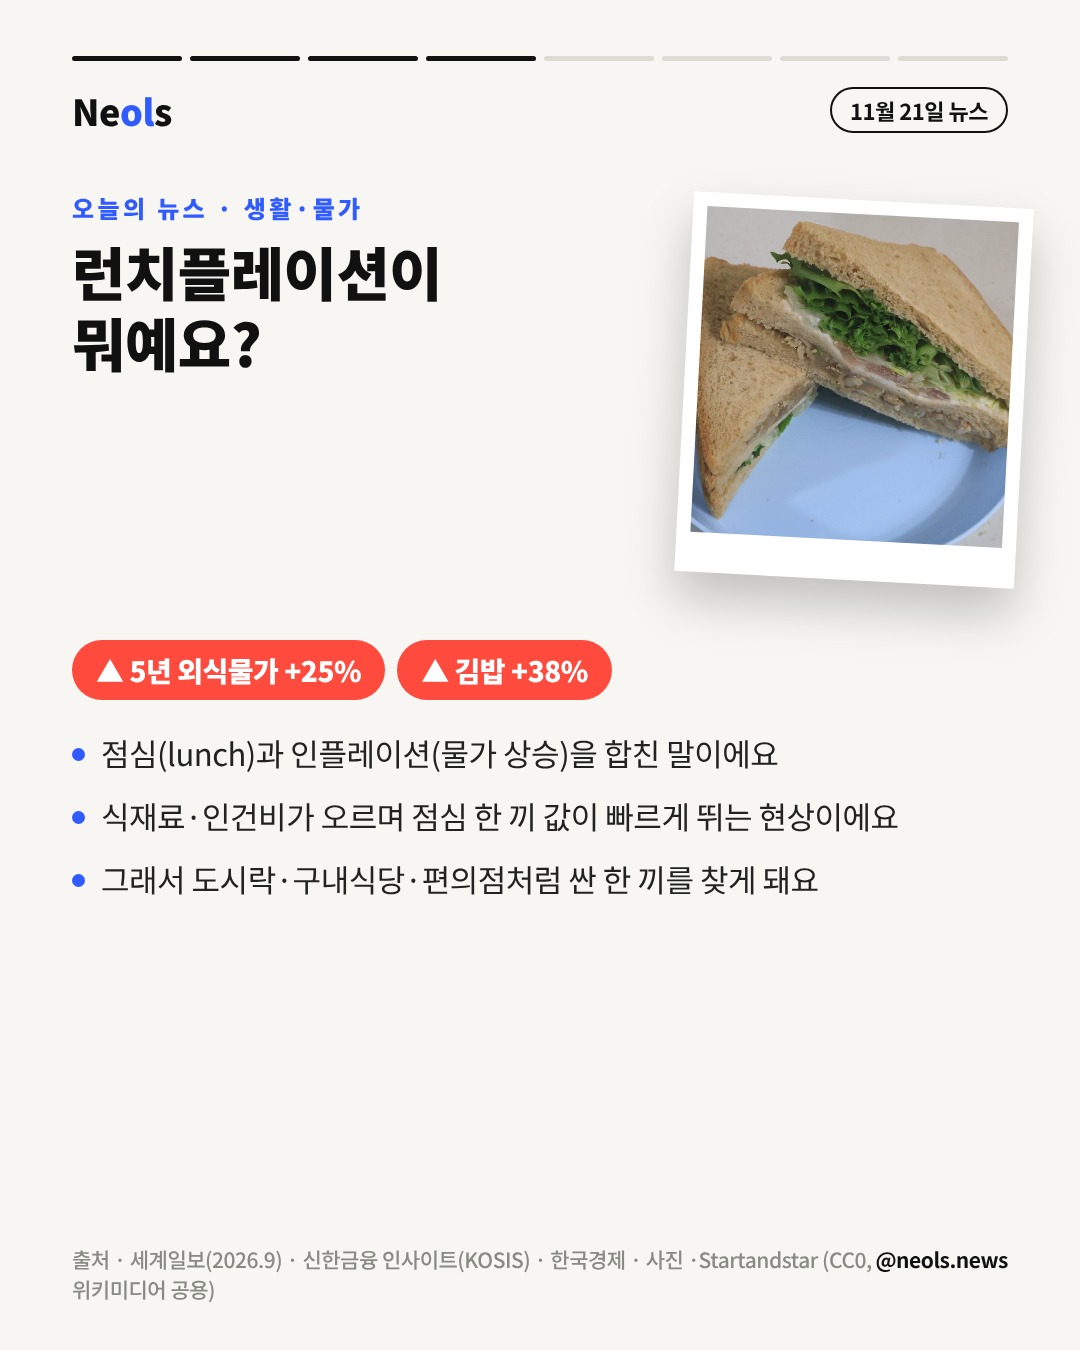 Neols
11월 21일 뉴스
오늘의 뉴스 · 생활·물가
런치플레이션이
뭐예요?
▲ 5년 외식물가 +25%
▲ 김밥 +38%
점심(lunch)과 인플레이션(물가 상승)을 합친 말이에요
식재료·인건비가 오르며 점심 한 끼 값이 빠르게 뛰는 현상이에요
그래서 도시락·구내식당·편의점처럼 싼 한 끼를 찾게 돼요
출처 · 세계일보(2026.9) · 신한금융 인사이트(KOSIS) · 한국경제 · 사진 ·Startandstar (CC0,
위키미디어 공용)
@neols.news